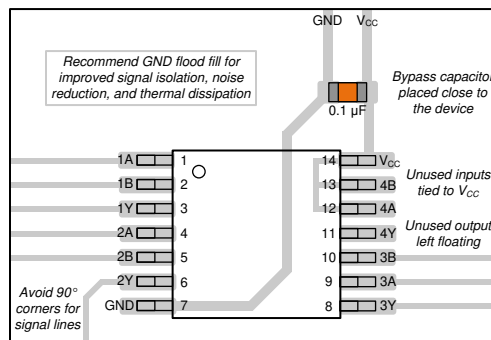 GND VCC
Recommend GND flood fill for
improved signal isolation, noise
reduction, and thermal dissipation
Bypass capacitor
placed close to
the device
0.1 µF
1A 1 14 VCC
1B 2 13 4B
Unused inputs
tied to VCC
1Y 3 12 4A
2A 4 11 4Y
Unused output
left floating
2B 5 10 3B
2Y 6 9 3A
Avoid 90°
corners for
signal lines
GND 7 8 3Y